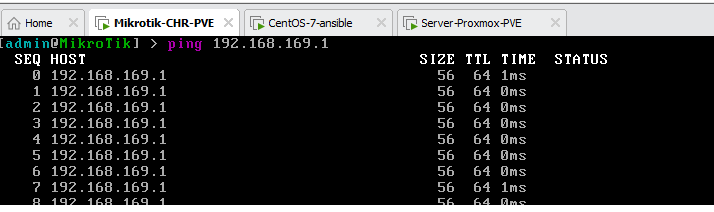 Home Mikrotik-CHR-PVE CentOS-7-ansible Server-Proxmox-PVE
[admin@MikroTik] > ping 192.168.169.1
SEQ HOST SIZE TTL TIME STATUS
0 192.168.169.1 56 64 1ms
1 192.168.169.1 56 64 0ms
2 192.168.169.1 56 64 0ms
3 192.168.169.1 56 64 0ms
4 192.168.169.1 56 64 0ms
5 192.168.169.1 56 64 0ms
6 192.168.169.1 56 64 0ms
7 192.168.169.1 56 64 1ms
8 192.168.169.1 56 64 0ms